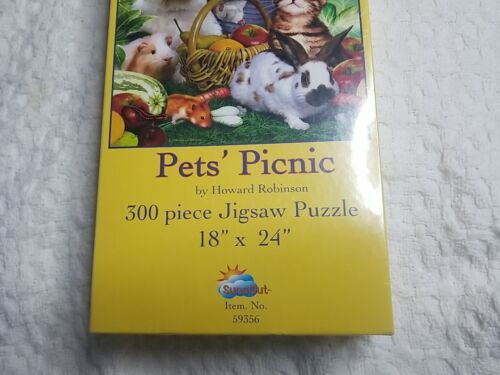 Pets' Picnic
by Howard Robinson
300 piece Jigsaw Puzzle
18" x 24"
SunsOut
Item. No.
59356